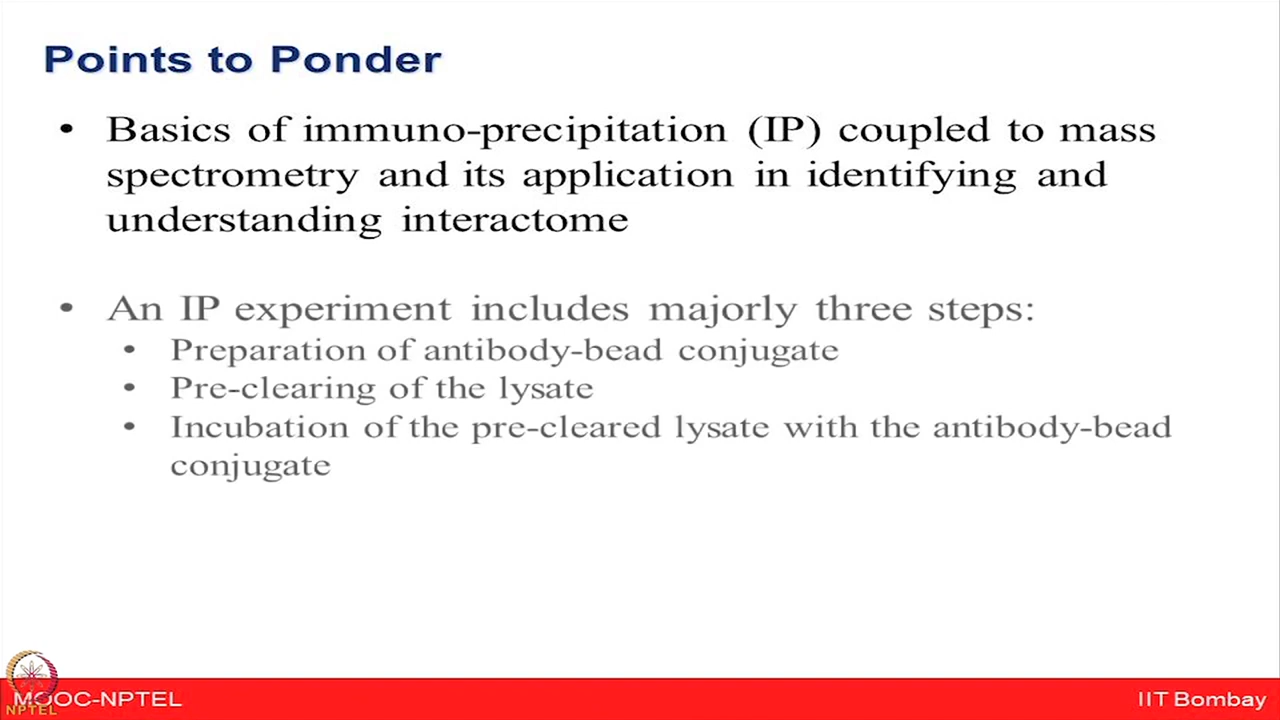 Points to Ponder
• Basics of immuno-precipitation (IP) coupled to mass
spectrometry and its application in identifying and
understanding interactome
• An IP experiment includes majorly three steps:
• Preparation of antibody-bead conjugate
• Pre-clearing of the lysate
• Incubation of the pre-cleared lysate with the antibody-bead
conjugate
MOOC-NPTEL
NPTEL
IIT Bombay